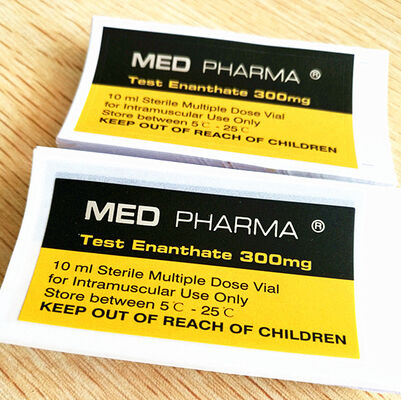 MED PHARMA ®
Test Enanthate 300mg
10 ml Sterile Multiple Dose Vial
for Intramuscular Use Only
Store between 5℃ - 25℃
KEEP OUT OF REACH OF CHILDREN
MED PHARMA ®
Test Enanthate 300mg
10 ml Sterile Multiple Dose Vial
for Intramuscular Use Only
Store between 5℃ - 25℃
KEEP OUT OF REACH OF CHILDREN